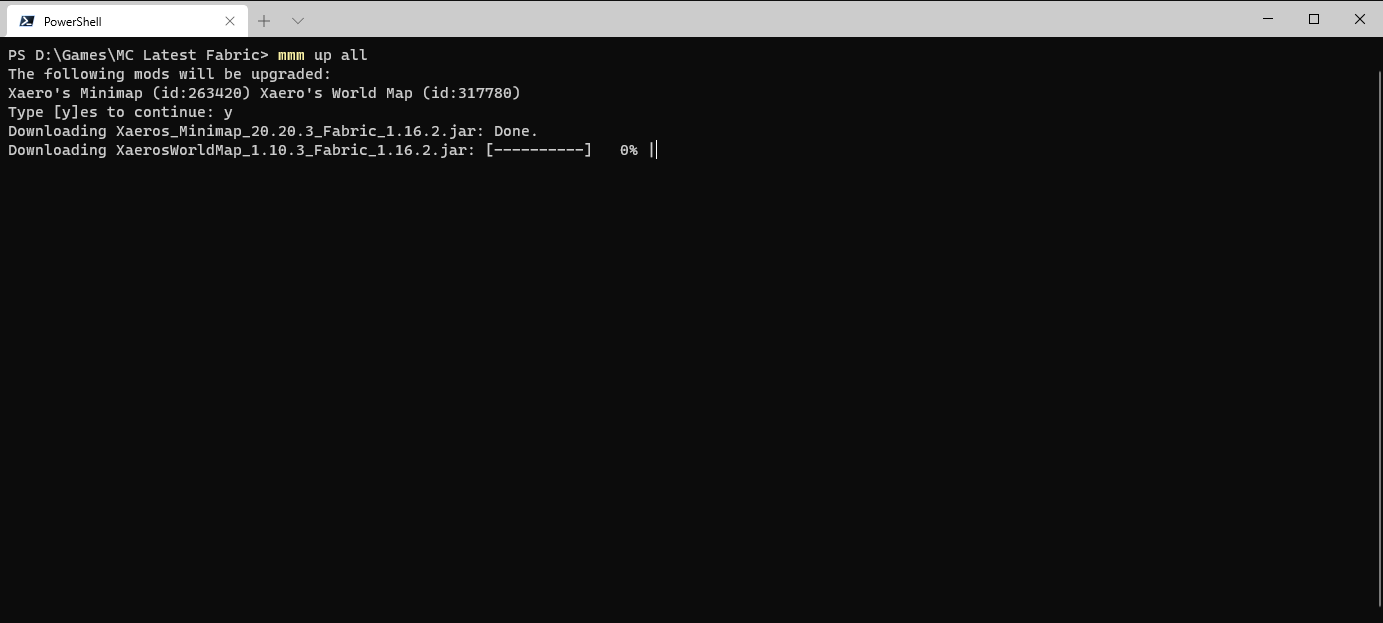 PowerShell
PS D:\Games\MC Latest Fabric> mmm up all
The following mods will be upgraded:
Xaero's Minimap (id:263420) Xaero's World Map (id:317780)
Type [y]es to continue: y
Downloading Xaeros_Minimap_20.20.3_Fabric_1.16.2.jar: Done.
Downloading XaerosWorldMap_1.10.3_Fabric_1.16.2.jar: [----------]   0% |